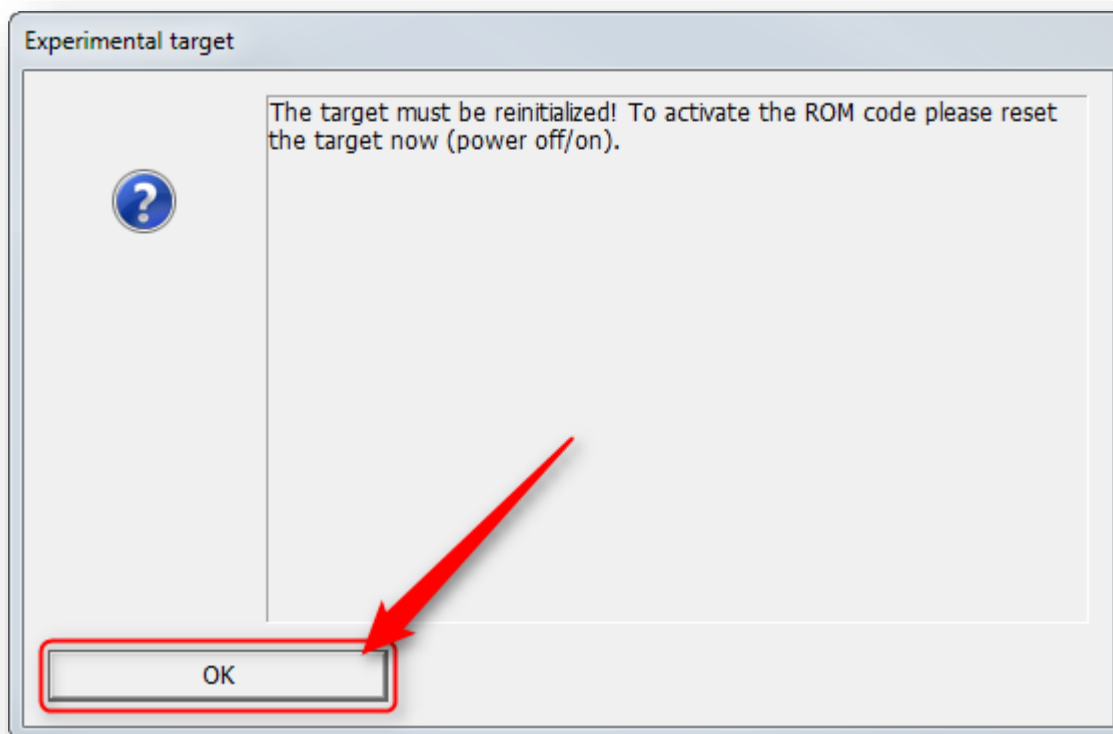 Experimental target
The target must be reinitialized! To activate the ROM code please reset
the target now (power off/on).
OK